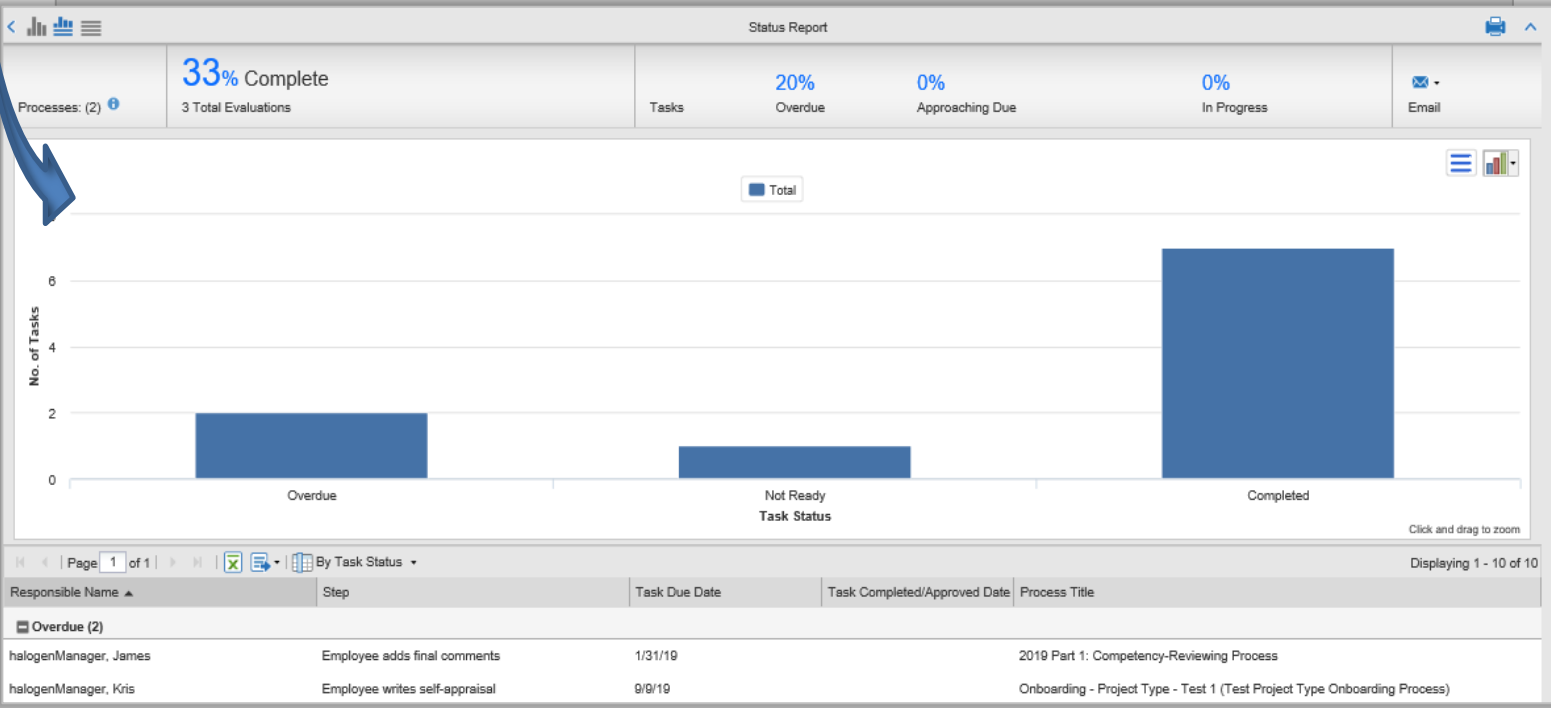 Status Report
33% Complete
20% 0% 0%
Processes: (2) 3 Total Evaluations Tasks Overdue Approaching Due In Progress Email
Total
6
4
2
0
No. of Tasks
Overdue Not Ready Completed
Task Status
Click and drag to zoom
Page 1 of 1 By Task Status Displaying 1 - 10 of 10
Responsible Name Step Task Due Date Task Completed/Approved Date Process Title
Overdue (2)
halogenManager, James Employee adds final comments 1/31/19 2019 Part 1: Competency-Reviewing Process
halogenManager, Kris Employee writes self-appraisal 9/9/19 Onboarding - Project Type - Test 1 (Test Project Type Onboarding Process)